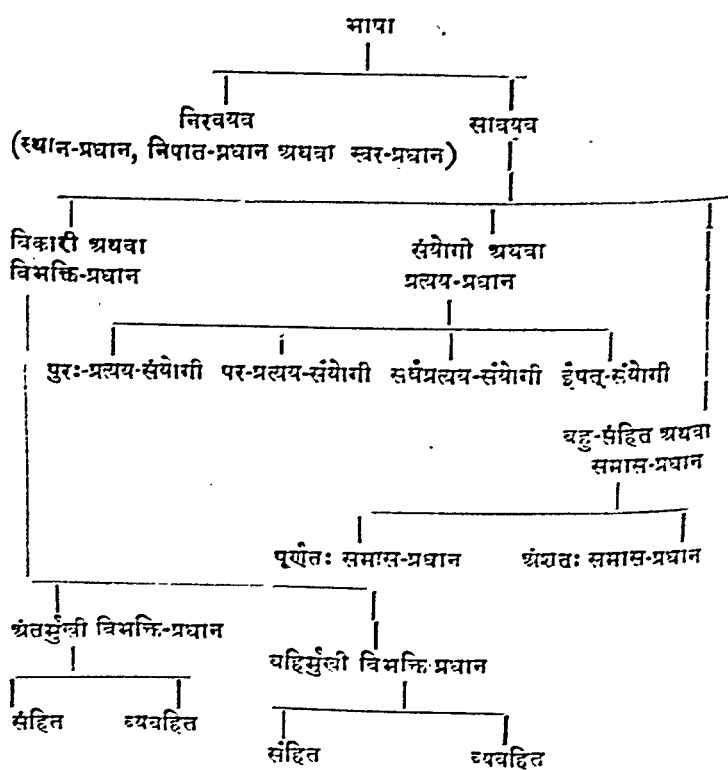 भाषा
निरवयव
सावयव
(स्थान-प्रधान, निपात-प्रधान अथवा स्वर-प्रधान)
विकारी अथवा
विभक्ति-प्रधान
संयोगी अथवा
प्रत्यय-प्रधान
पुरः-प्रत्यय-संयोगी पर-प्रत्यय-संयोगी सर्वप्रत्यय-संयोगी ईषत्-संयोगी
बहु-संहित अथवा
समास-प्रधान
पूर्णतः समास-प्रधान अंशतः समास-प्रधान
अंतर्मुखी विभक्ति-प्रधान
बहिर्मुखी विभक्ति-प्रधान
संहित व्यवहित
संहित व्यवहित